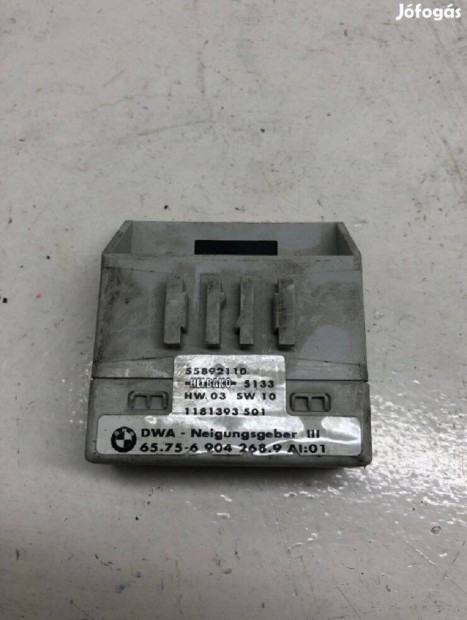 Jófogás
55892110
5133
HW 03 SW 10
1181393 501
DWA - Neigungsgeber III
65.75-6 904 268.9 AI:01